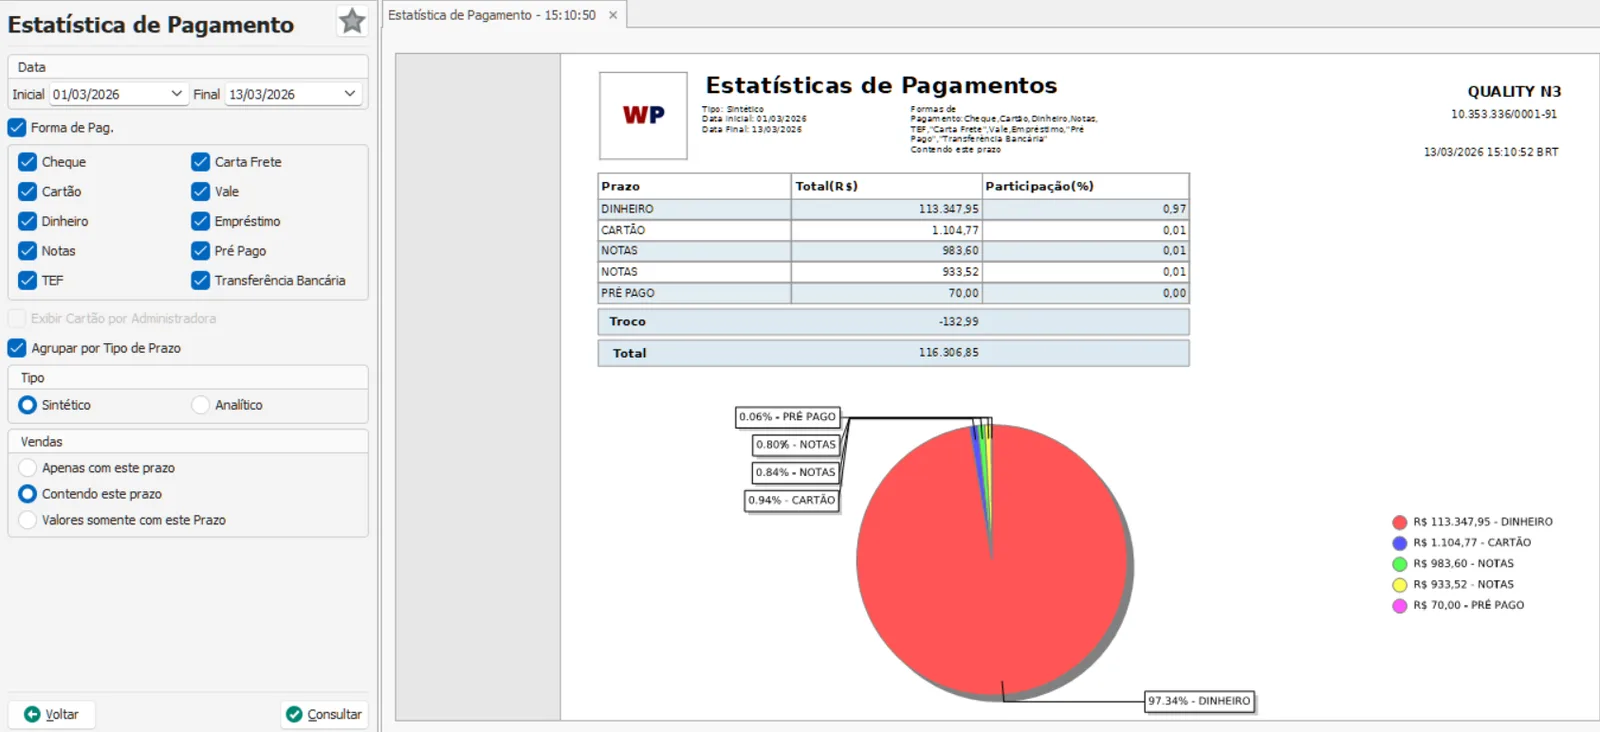 Estatística de Pagamento
Data
Inicial 01/03/2026 Final 13/03/2026
Forma de Pag.
Cheque Carta Frete
Cartão Vale
Dinheiro Empréstimo
Notas Pré Pago
TEF Transferência Bancária
Exibir Cartão por Administradora
Agrupar por Tipo de Prazo
Tipo
Sintético Analítico
Vendas
Apenas com este prazo
Contendo este prazo
Valores somente com este Prazo
Voltar Consultar
Estatística de Pagamento - 15:10:50 ×
WP
Estatísticas de Pagamentos
Tipo: Sintético
Data Inicial: 01/03/2026
Data Final: 13/03/2026
Formas de
Pagamento:Cheque,Cartão,Dinheiro,Notas,
TEF,"Carta Frete",Vale,Empréstimo,"Pré
Pago","Transferência Bancária"
Contendo este prazo
QUALITY N3
10.353.336/0001-91
13/03/2026 15:10:52 BRT
Prazo Total(R$) Participação(%)
DINHEIRO 113.347,95 0,97
CARTÃO 1.104,77 0,01
NOTAS 983,60 0,01
NOTAS 933,52 0,01
PRÉ PAGO 70,00 0,00
Troco -132,99
Total 116.306,85
0.06% - PRÉ PAGO
0.80% - NOTAS
0.84% - NOTAS
0.94% - CARTÃO
97.34% - DINHEIRO
R$ 113.347,95 - DINHEIRO
R$ 1.104,77 - CARTÃO
R$ 983,60 - NOTAS
R$ 933,52 - NOTAS
R$ 70,00 - PRÉ PAGO